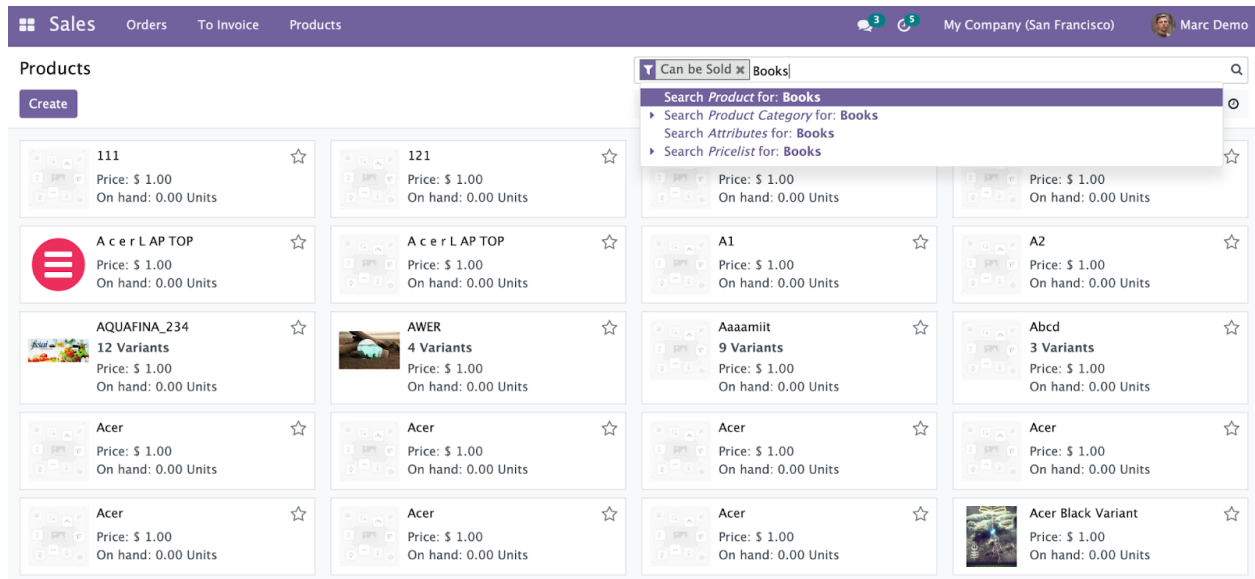 Sales Orders To Invoice Products 3 5 My Company (San Francisco) Marc Demo
Products
Can be Sold × Books
Create
Search Product for: Books
Search Product Category for: Books
Search Attributes for: Books
Search Pricelist for: Books
111
Price: $ 1.00
On hand: 0.00 Units
121
Price: $ 1.00
On hand: 0.00 Units
Price: $ 1.00
On hand: 0.00 Units
Price: $ 1.00
On hand: 0.00 Units
A c e r L AP TOP
Price: $ 1.00
On hand: 0.00 Units
A c e r L AP TOP
Price: $ 1.00
On hand: 0.00 Units
A1
Price: $ 1.00
On hand: 0.00 Units
A2
Price: $ 1.00
On hand: 0.00 Units
AQUAFINA_234
12 Variants
Price: $ 1.00
On hand: 0.00 Units
AWER
4 Variants
Price: $ 1.00
On hand: 0.00 Units
Aaaamiit
9 Variants
Price: $ 1.00
On hand: 0.00 Units
Abcd
3 Variants
Price: $ 1.00
On hand: 0.00 Units
Acer
Price: $ 1.00
On hand: 0.00 Units
Acer
Price: $ 1.00
On hand: 0.00 Units
Acer
Price: $ 1.00
On hand: 0.00 Units
Acer
Price: $ 1.00
On hand: 0.00 Units
Acer
Price: $ 1.00
On hand: 0.00 Units
Acer
Price: $ 1.00
On hand: 0.00 Units
Acer
Price: $ 1.00
On hand: 0.00 Units
Acer Black Variant
Price: $ 1.00
On hand: 0.00 Units